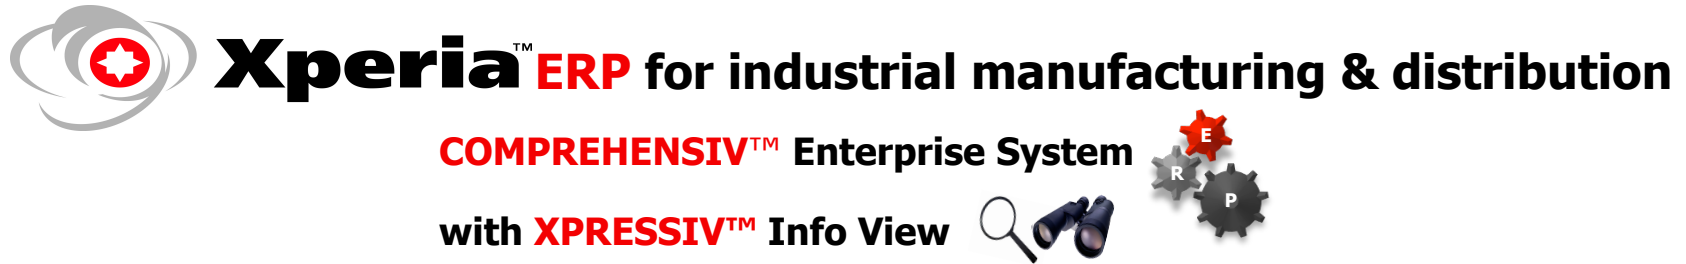 Xperia™ ERP for industrial manufacturing & distribution
COMPREHENSIV™ Enterprise System
E
R
P
with XPRESSIV™ Info View